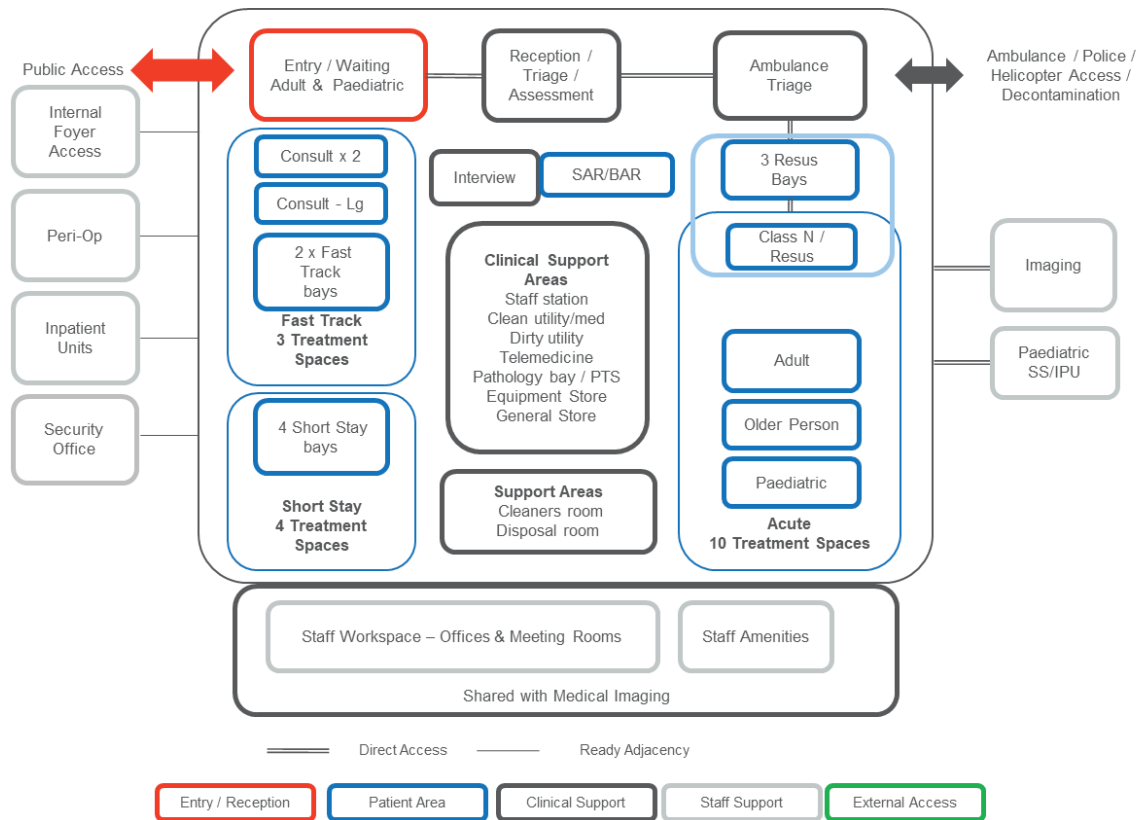 Public Access
Entry / Waiting
Adult & Paediatric
Reception /
Triage /
Assessment
Ambulance
Triage
Ambulance / Police /
Helicopter Access /
Decontamination
Internal
Foyer
Access
Peri-Op
Inpatient
Units
Security
Office
Consult x 2
Consult - Lg
2 x Fast
Track
bays
Fast Track
3 Treatment
Spaces
4 Short Stay
bays
Short Stay
4 Treatment
Spaces
Interview
SAR/BAR
Clinical Support
Areas
Staff station
Clean utility/med
Dirty utility
Telemedicine
Pathology bay / PTS
Equipment Store
General Store
Support Areas
Cleaners room
Disposal room
3 Resus
Bays
Class N /
Resus
Adult
Older Person
Paediatric
Acute
10 Treatment Spaces
Imaging
Paediatric
SS/IPU
Staff Workspace – Offices & Meeting Rooms
Staff Amenities
Shared with Medical Imaging
Direct Access
Ready Adjacency
Entry / Reception
Patient Area
Clinical Support
Staff Support
External Access